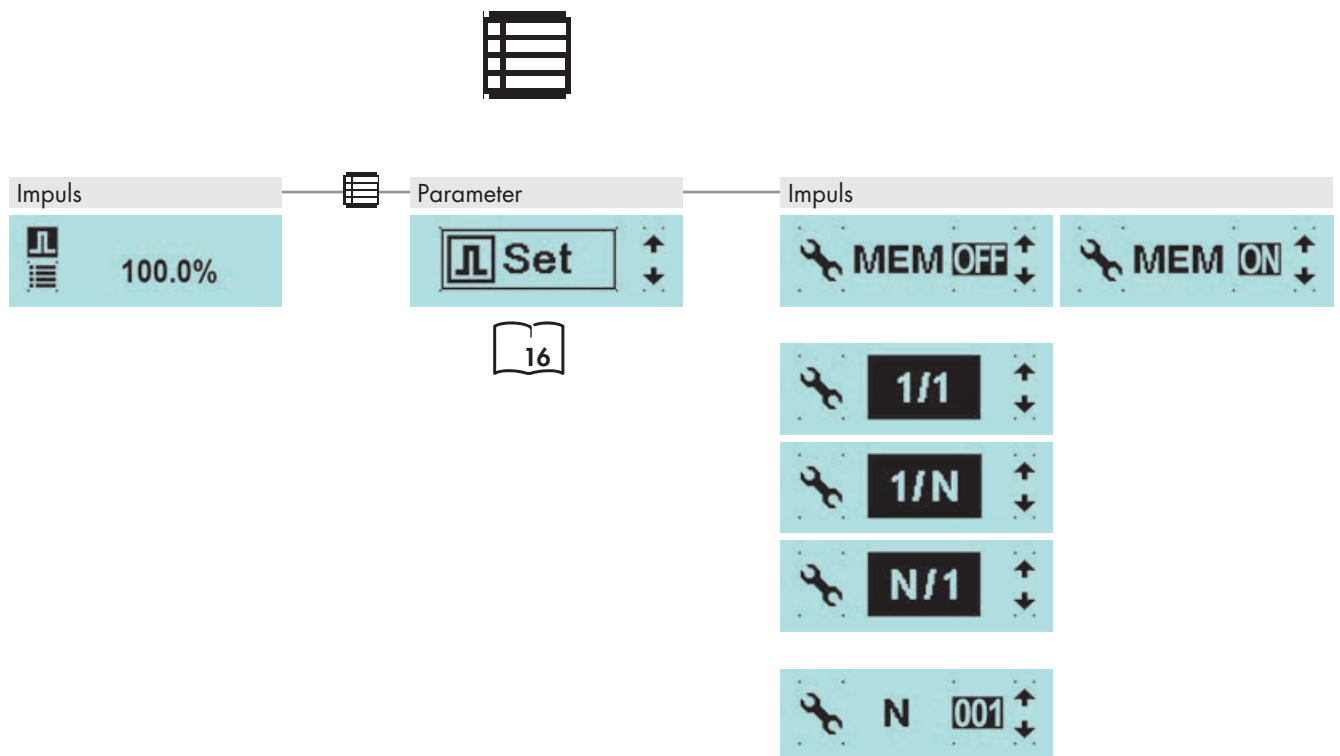 Impuls
Parameter
Impuls
100.0%
Set
MEM OFF
MEM ON
16
1/1
1/N
N/1
N 001